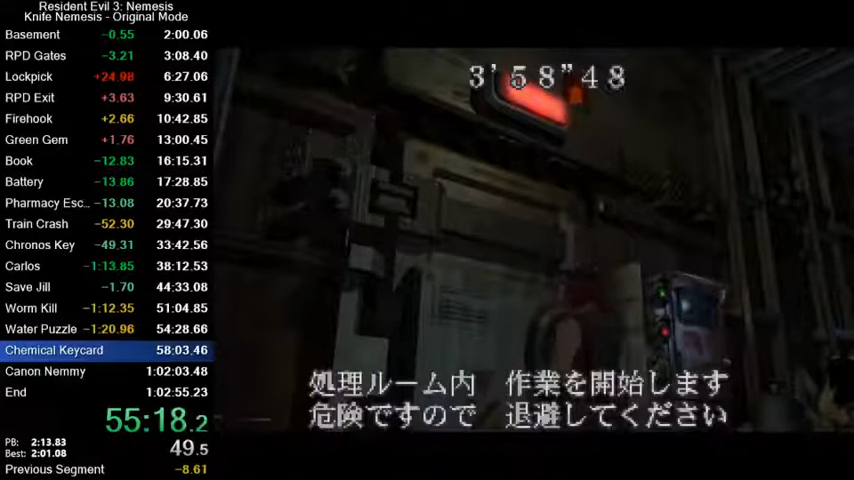 Resident Evil 3: Nemesis
Knife Nemesis - Original Mode
Basement -0.55 2:00.06
RPD Gates -3.21 3:08.40
Lockpick +24.98 6:27.06
RPD Exit +3.63 9:30.61
Firehook +2.66 10:42.85
Green Gem +1.76 13:00.45
Book -12.83 16:15.31
Battery -13.86 17:28.85
Pharmacy Esc... -13.08 20:37.73
Train Crash -52.30 29:47.30
Chronos Key -49.31 33:42.56
Carlos -1:13.85 38:12.53
Save Jill -1.70 44:33.08
Worm Kill -1:12.35 51:04.85
Water Puzzle -1:20.96 54:28.66
Chemical Keycard 58:03.46
Canon Nemmy 1:02:03.48
End 1:02:55.23
55:18.2
PB: 2:13.83
Best: 2:01.08
49.5
Previous Segment -8.61
3'58"48
処理ルーム内 作業を開始します
危険ですので 退避してください